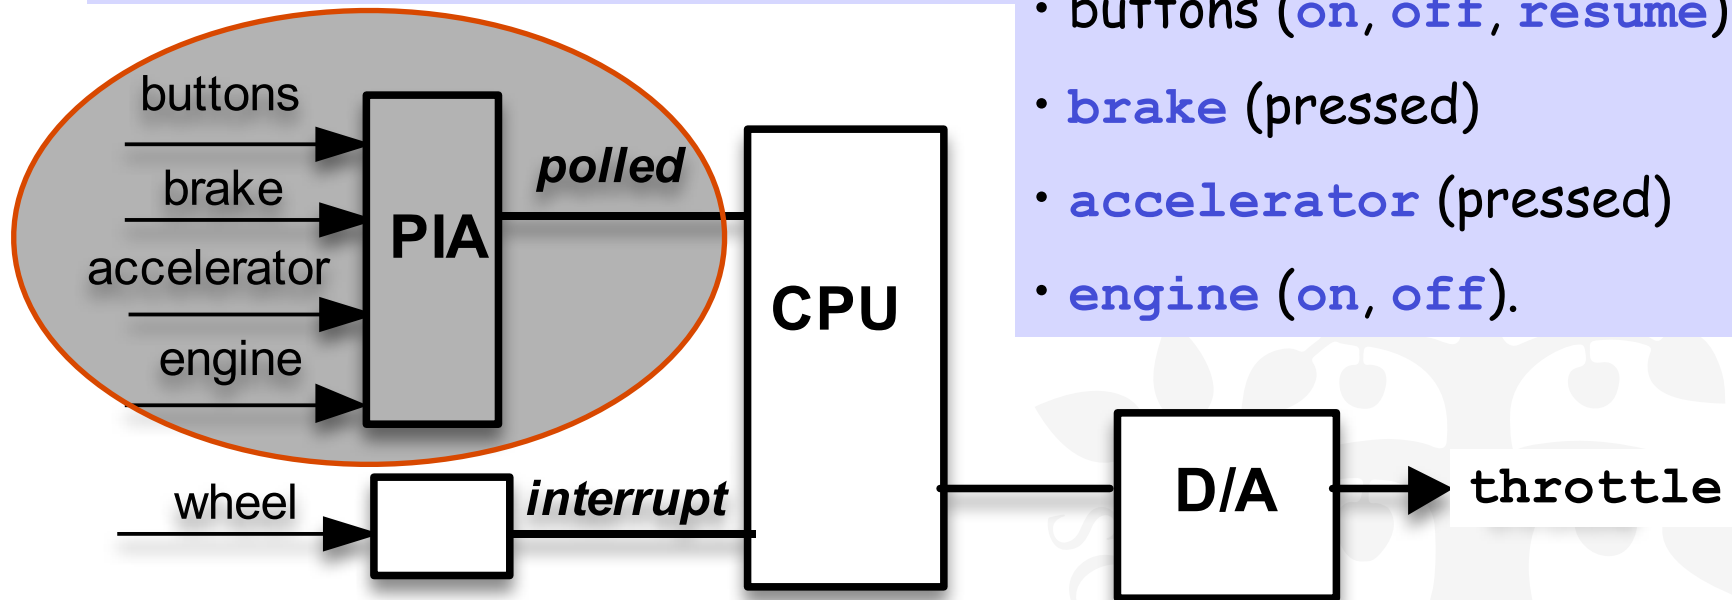 • buttons (on, off, resume)
• brake (pressed)
• accelerator (pressed)
• engine (on, off).
buttons
brake
accelerator
engine
PIA
polled
CPU
wheel
interrupt
D/A
throttle